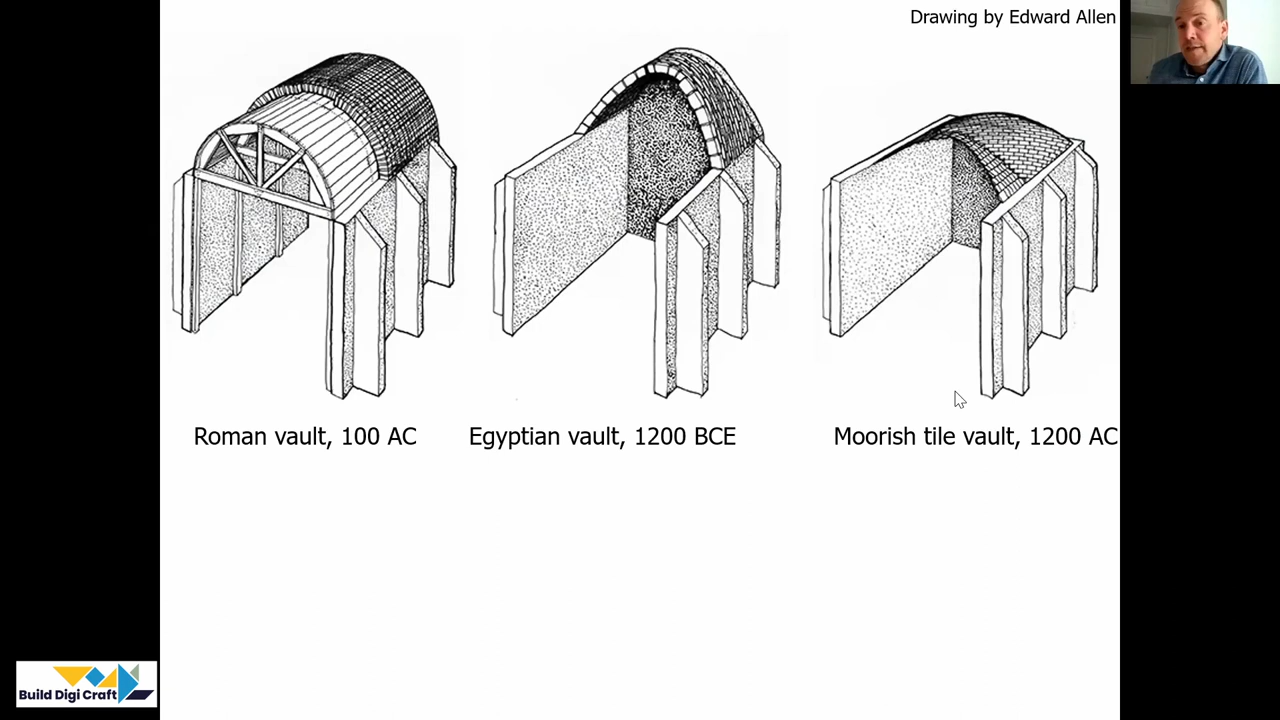 Drawing by Edward Allen
Roman vault, 100 AC
Egyptian vault, 1200 BCE
Moorish tile vault, 1200 AC
Build Digi Craft